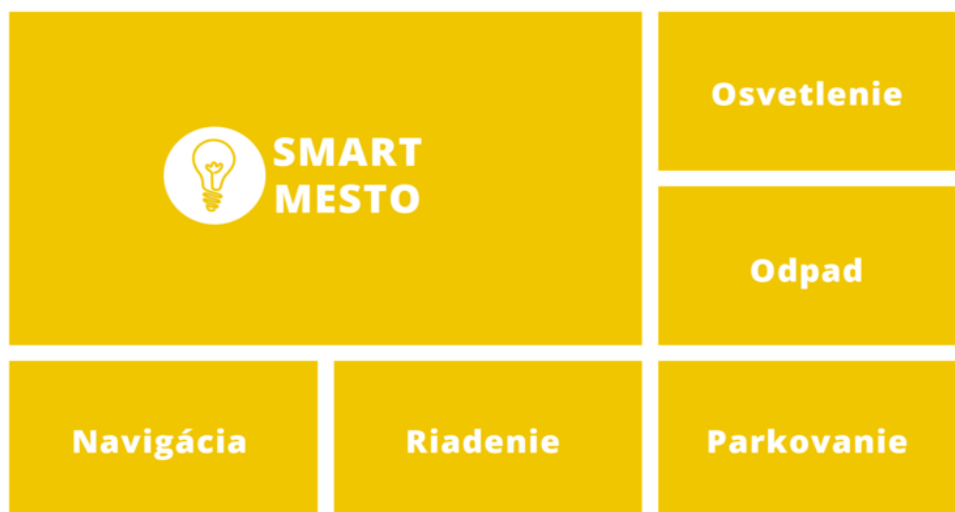 SMART
MESTO
Osvetlenie
Odpad
Navigácia
Riadenie
Parkovanie